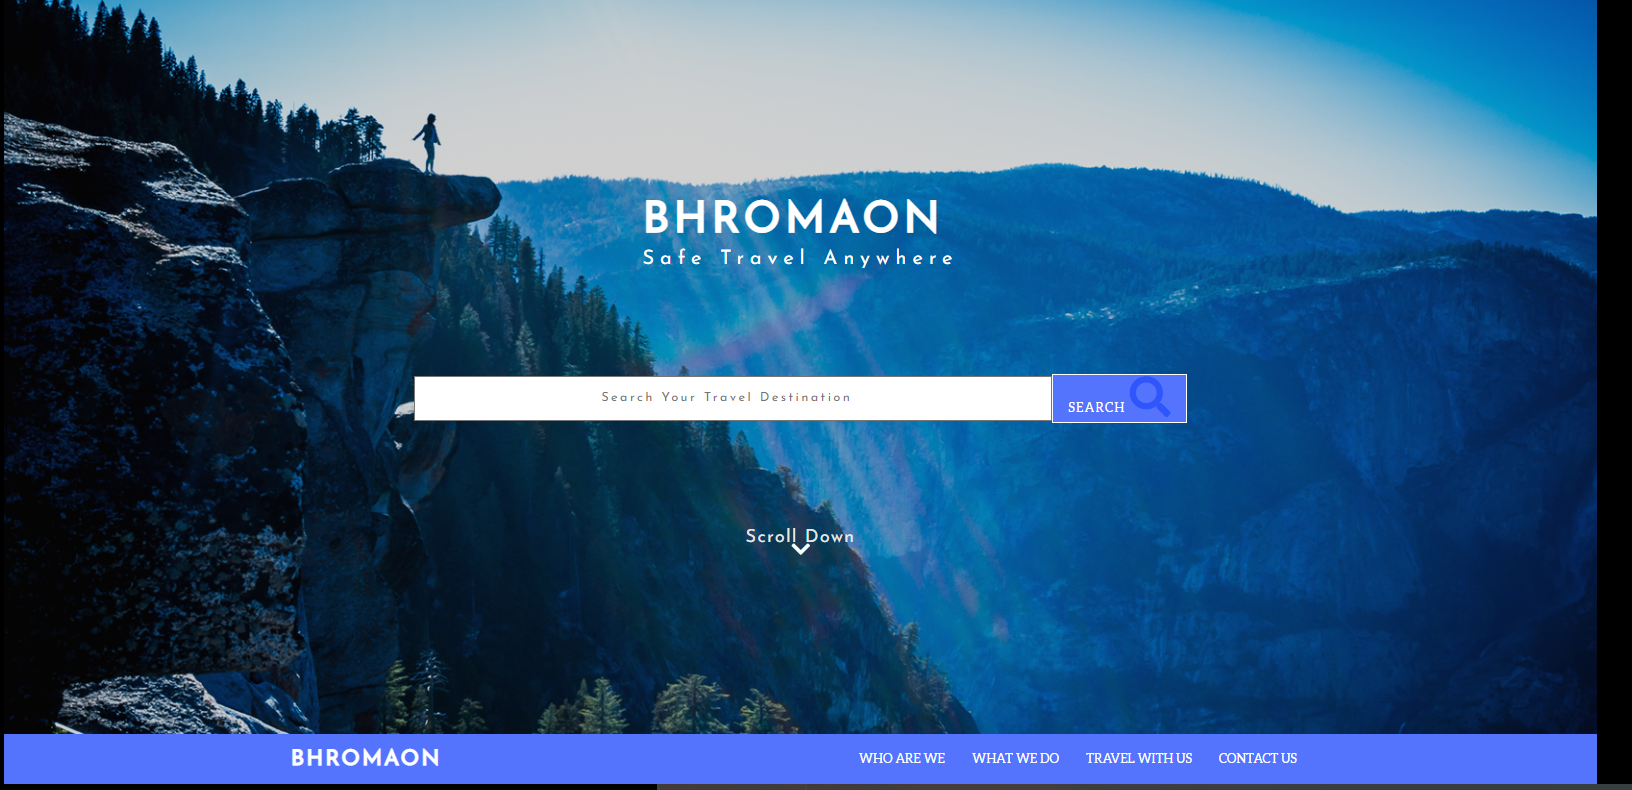 BHROMAON
Safe Travel Anywhere
Search Your Travel Destination
SEARCH
Scroll Down
BHROMAON
WHO ARE WE
WHAT WE DO
TRAVEL WITH US
CONTACT US